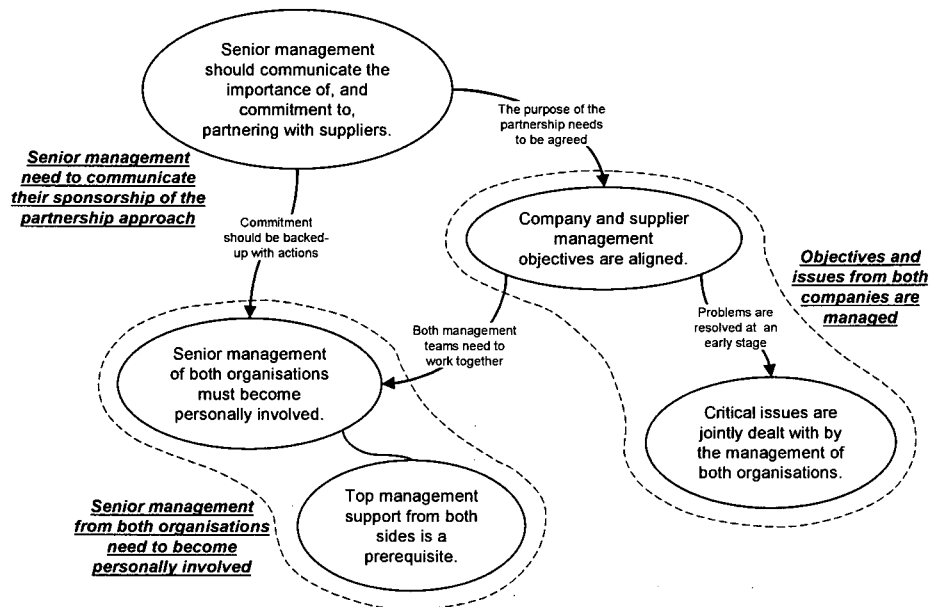 Senior management
should communicate the
importance of, and
commitment to,
partnering with suppliers.
The purpose of the
partnership needs
to be agreed
Senior management
need to communicate
their sponsorship of the
partnership approach
Commitment
should be backed-
up with actions
Company and supplier
management
objectives are aligned.
Objectives and
issues from both
companies are
managed
Both management
teams need to
work together
Problems are
resolved at an
early stage
Senior management
of both organisations
must become
personally involved.
Critical issues are
jointly dealt with by
the management of
both organisations.
Senior management
from both organisations
need to become
personally involved
Top management
support from both
sides is a
prerequisite.